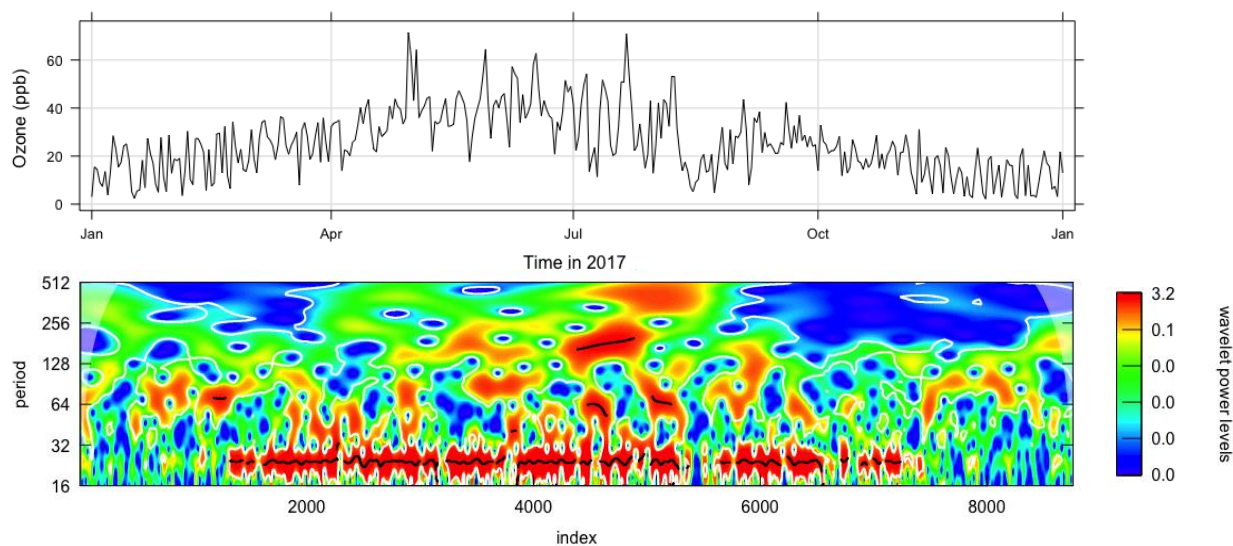 Ozone (ppb)
60
40
20
0
Jan Apr Jul Oct Jan
Time in 2017
period
512
256
128
64
32
16
2000 4000 6000 8000
index
3.2
0.1
0.0
0.0
0.0
0.0
wavelet power levels